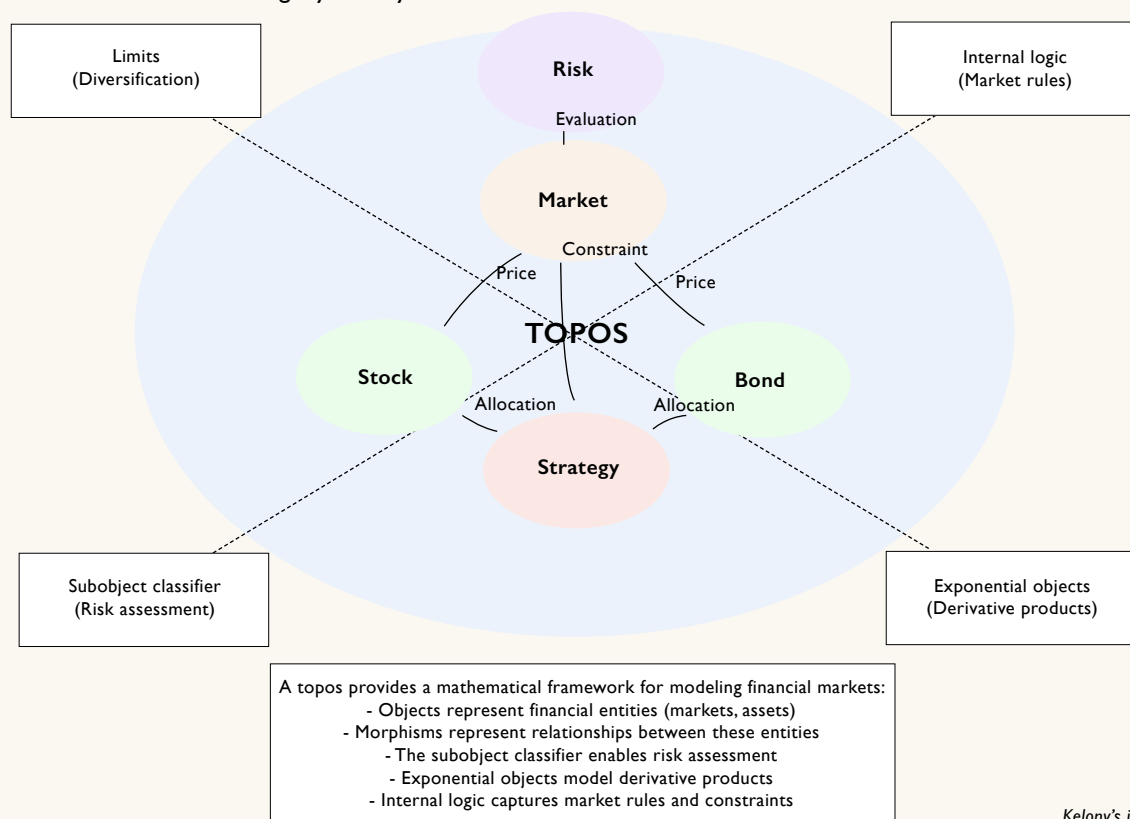 Limits
(Diversification)
Internal logic
(Market rules)
Risk
Evaluation
Market
Constraint
Price
Price
TOPOS
Stock
Bond
Allocation
Allocation
Strategy
Subobject classifier
(Risk assessment)
Exponential objects
(Derivative products)
A topos provides a mathematical framework for modeling financial markets:
- Objects represent financial entities (markets, assets)
- Morphisms represent relationships between these entities
- The subobject classifier enables risk assessment
- Exponential objects model derivative products
- Internal logic captures market rules and constraints
Kelony's